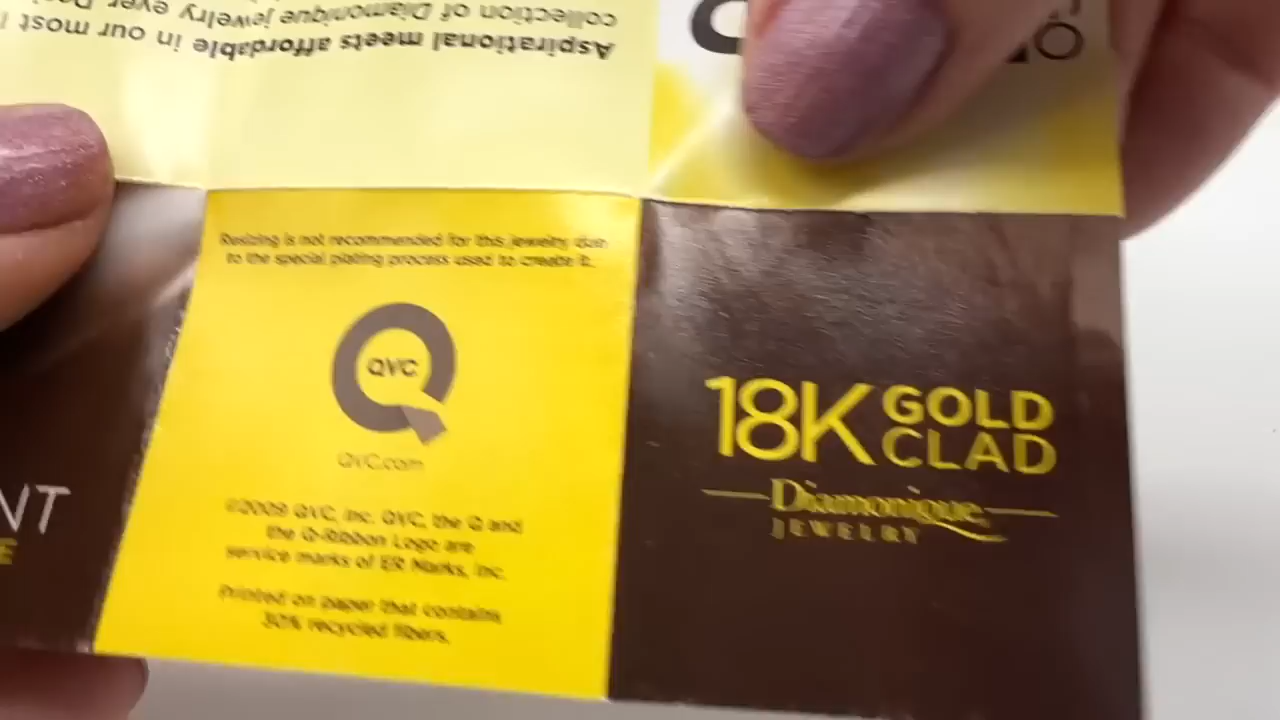 Aspirational meets affordable in our most
collection of Diamonique jewelry ever
Resizing is not recommended for this jewelry due
to the special plating process used to create it.
QVC
QVC.com
©2009 QVC, Inc. QVC, the Q and
the Q-Ribbon Logo are
service marks of ER Marks, Inc.
Printed on paper that contains
30% recycled fibers.
18K GOLD
CLAD
Diamonique
JEWELRY
NT
E